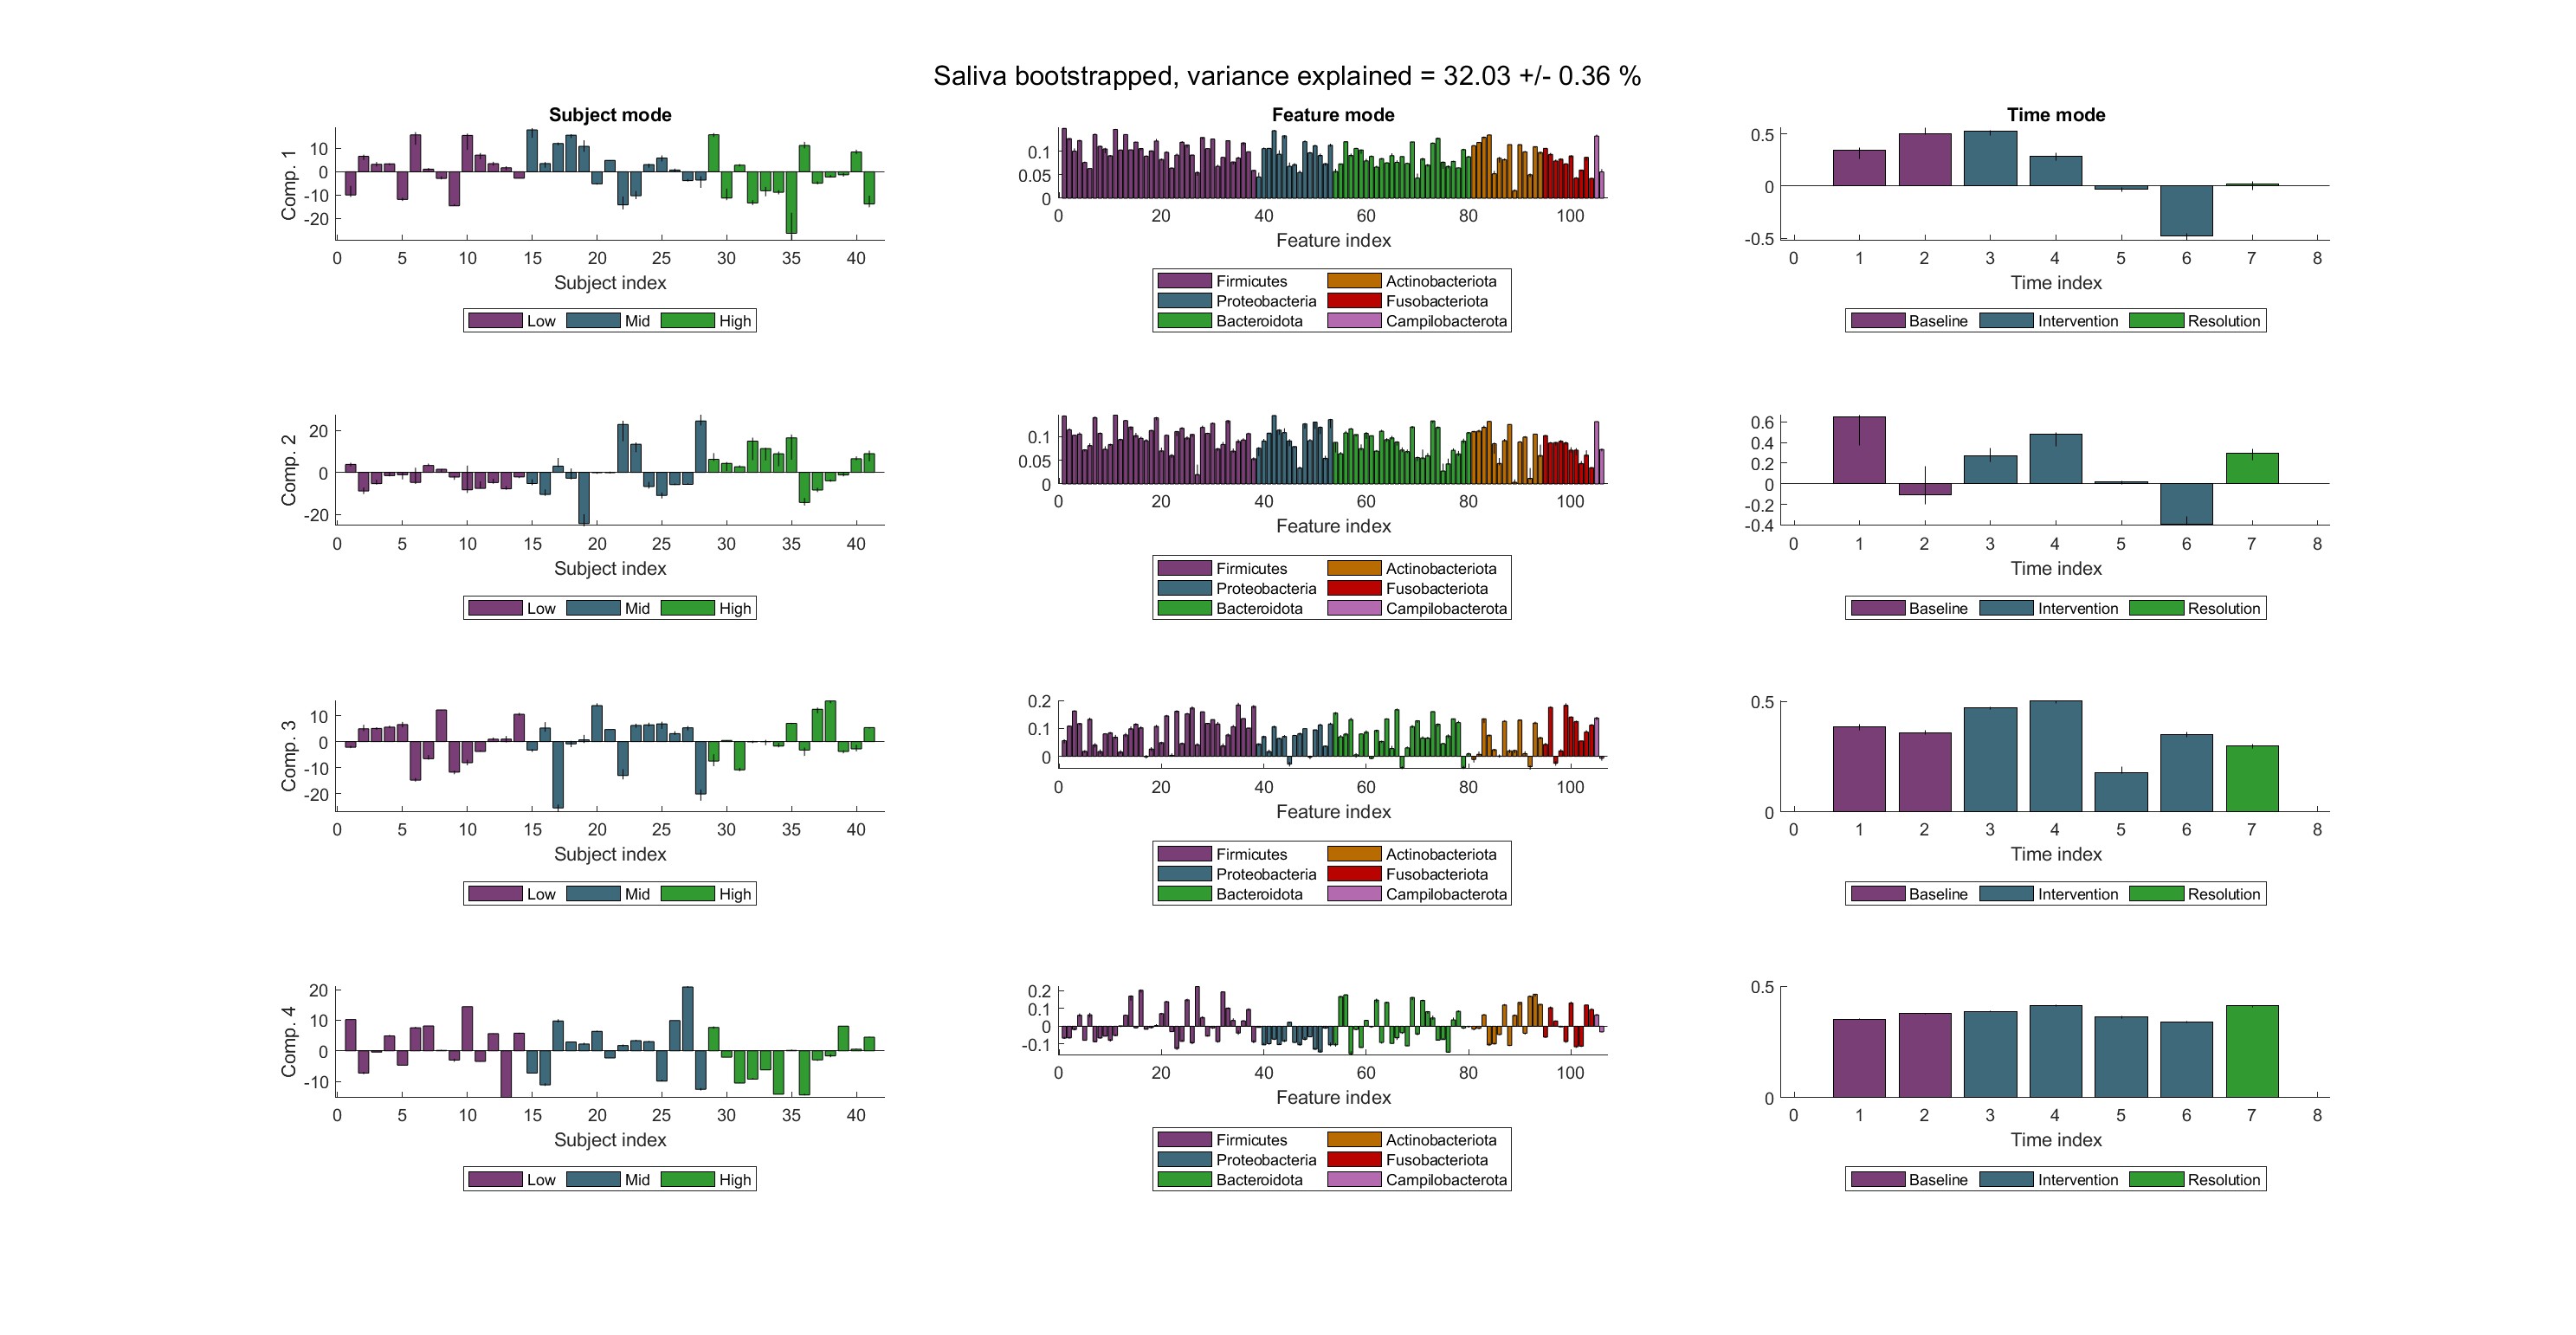 Saliva bootstrapped, variance explained = 32.03 +/- 0.36 %
Subject mode
Feature mode
Time mode
Comp. 1
10
0
-10
-20
0 5 10 15 20 25 30 35 40
Subject index
Low Mid High
0.1
0.05
0
0 20 40 60 80 100
Feature index
Firmicutes Actinobacteriota
Proteobacteria Fusobacteriota
Bacteroidota Campilobacterota
0.5
0
-0.5
0 1 2 3 4 5 6 7 8
Time index
Baseline Intervention Resolution
Comp. 2
20
0
-20
0 5 10 15 20 25 30 35 40
Subject index
Low Mid High
0.1
0.05
0
0 20 40 60 80 100
Feature index
Firmicutes Actinobacteriota
Proteobacteria Fusobacteriota
Bacteroidota Campilobacterota
0.6
0.4
0.2
0
-0.2
-0.4
0 1 2 3 4 5 6 7 8
Time index
Baseline Intervention Resolution
Comp. 3
10
0
-10
-20
0 5 10 15 20 25 30 35 40
Subject index
Low Mid High
0.2
0.1
0
0 20 40 60 80 100
Feature index
Firmicutes Actinobacteriota
Proteobacteria Fusobacteriota
Bacteroidota Campilobacterota
0.5
0
0 1 2 3 4 5 6 7 8
Time index
Baseline Intervention Resolution
Comp. 4
20
10
0
-10
0 5 10 15 20 25 30 35 40
Subject index
Low Mid High
0.2
0.1
0
-0.1
0 20 40 60 80 100
Feature index
Firmicutes Actinobacteriota
Proteobacteria Fusobacteriota
Bacteroidota Campilobacterota
0.5
0
0 1 2 3 4 5 6 7 8
Time index
Baseline Intervention Resolution